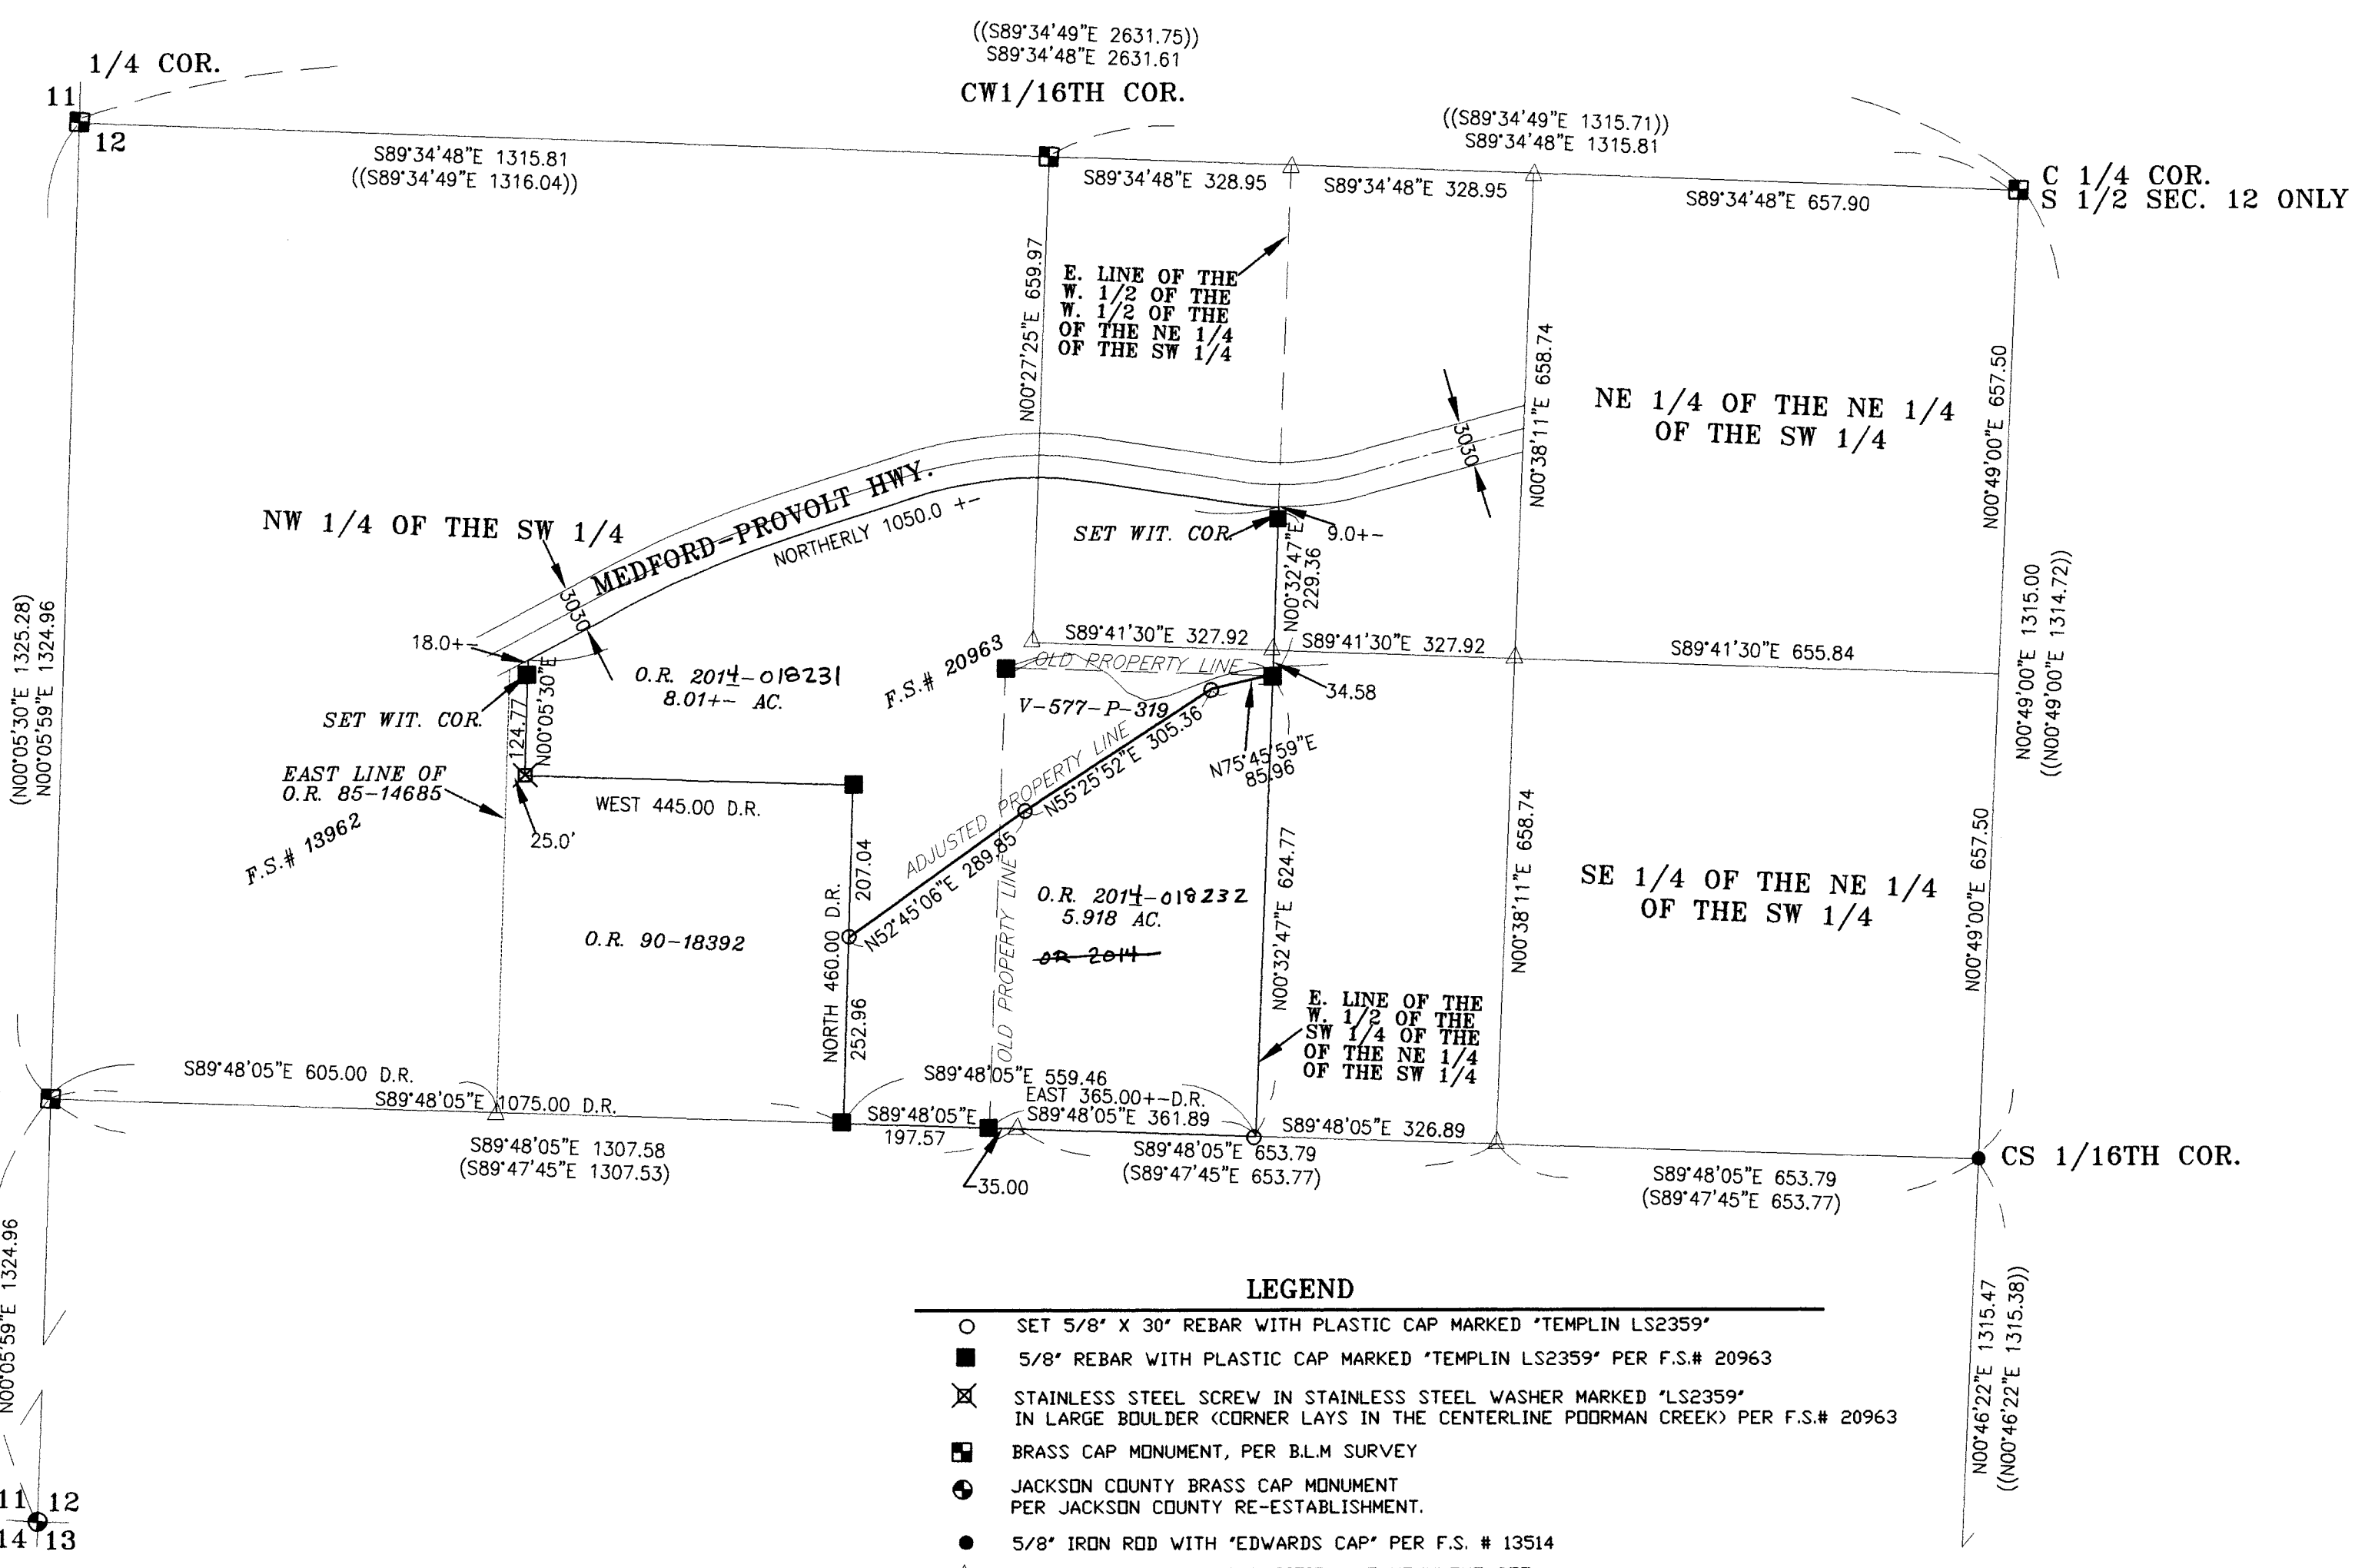 ((S89°34'49"E 2631.75))
S89°34'48"E 2631.61
CW1/16TH COR.
1/4 COR.
11
12
S89°34'48"E 1315.81
((S89°34'49"E 1316.04))
((S89°34'49"E 1315.71))
S89°34'48"E 1315.81
S89°34'48"E 328.95
S89°34'48"E 328.95
S89°34'48"E 657.90
C 1/4 COR.
S 1/2 SEC. 12 ONLY
N00°27'25"E 659.97
E. LINE OF THE
W. 1/2 OF THE
W. 1/2 OF THE
OF THE NE 1/4
OF THE SW 1/4
N00°38'11"E 658.74
NE 1/4 OF THE NE 1/4
OF THE SW 1/4
N00°49'00"E 657.50
3030
NW 1/4 OF THE SW 1/4
MEDFORD-PROVOLT HWY.
NORTHERLY 1050.0 +-
3030
SET WIT. COR.
9.0+-
N00°32'47"E
229.36
(N00°05'30"E 1325.28)
N00°05'59"E 1324.96
N00°49'00"E 1315.00
((N00°49'00"E 1314.72))
18.0+-
O.R. 2014-018231
8.01+- AC.
F.S.# 20963
S89°41'30"E 327.92
S89°41'30"E 327.92
S89°41'30"E 655.84
OLD PROPERTY LINE
34.58
V-577-P-319
SET WIT. COR.
124.77
N00°05'30"E
N55°25'52"E 305.36
N75°45'59"E
85.96
EAST LINE OF
O.R. 85-14685
WEST 445.00 D.R.
25.0'
F.S.# 13962
ADJUSTED PROPERTY LINE
N52°45'06"E 289.85
207.04
NORTH 460.00 D.R.
252.96
OLD PROPERTY LINE
O.R. 2014-018232
5.918 AC.
OR 2014
O.R. 90-18392
N00°32'47"E 624.77
N00°38'11"E 658.74
SE 1/4 OF THE NE 1/4
OF THE SW 1/4
N00°49'00"E 657.50
E. LINE OF THE
W. 1/2 OF THE
SW 1/4 OF THE
OF THE NE 1/4
OF THE SW 1/4
S89°48'05"E 605.00 D.R.
S89°48'05"E 1075.00 D.R.
S89°48'05"E 559.46
EAST 365.00+-D.R.
S89°48'05"E
197.57
S89°48'05"E 361.89
S89°48'05"E 326.89
S89°48'05"E 1307.58
(S89°47'45"E 1307.53)
35.00
S89°48'05"E 653.79
(S89°47'45"E 653.77)
S89°48'05"E 653.79
(S89°47'45"E 653.77)
CS 1/16TH COR.
N00°05'59"E 1324.96
N00°46'22"E 1315.47
((N00°46'22"E 1315.38))
11 12
14 13
LEGEND
SET 5/8" X 30" REBAR WITH PLASTIC CAP MARKED "TEMPLIN LS2359"
5/8" REBAR WITH PLASTIC CAP MARKED "TEMPLIN LS2359" PER F.S.# 20963
STAINLESS STEEL SCREW IN STAINLESS STEEL WASHER MARKED "LS2359"
IN LARGE BOULDER (CORNER LAYS IN THE CENTERLINE POORMAN CREEK) PER F.S.# 20963
BRASS CAP MONUMENT, PER B.L.M SURVEY
JACKSON COUNTY BRASS CAP MONUMENT
PER JACKSON COUNTY RE-ESTABLISHMENT.
5/8" IRON ROD WITH "EDWARDS CAP" PER F.S. # 13514